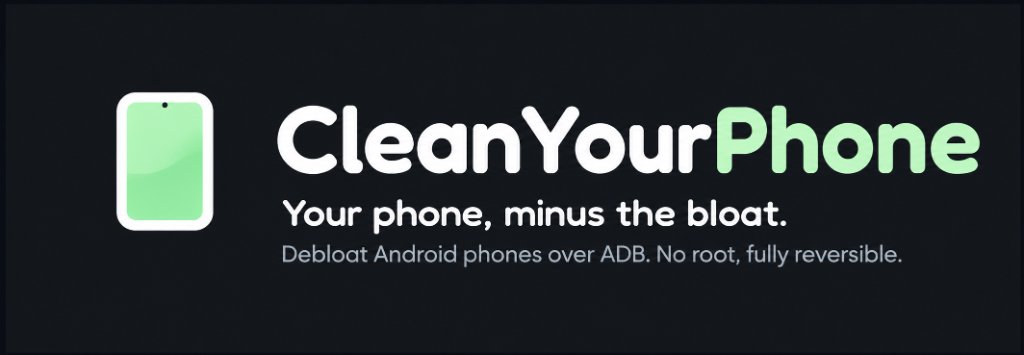 CleanYourPhone
Your phone, minus the bloat.
Debloat Android phones over ADB. No root, fully reversible.